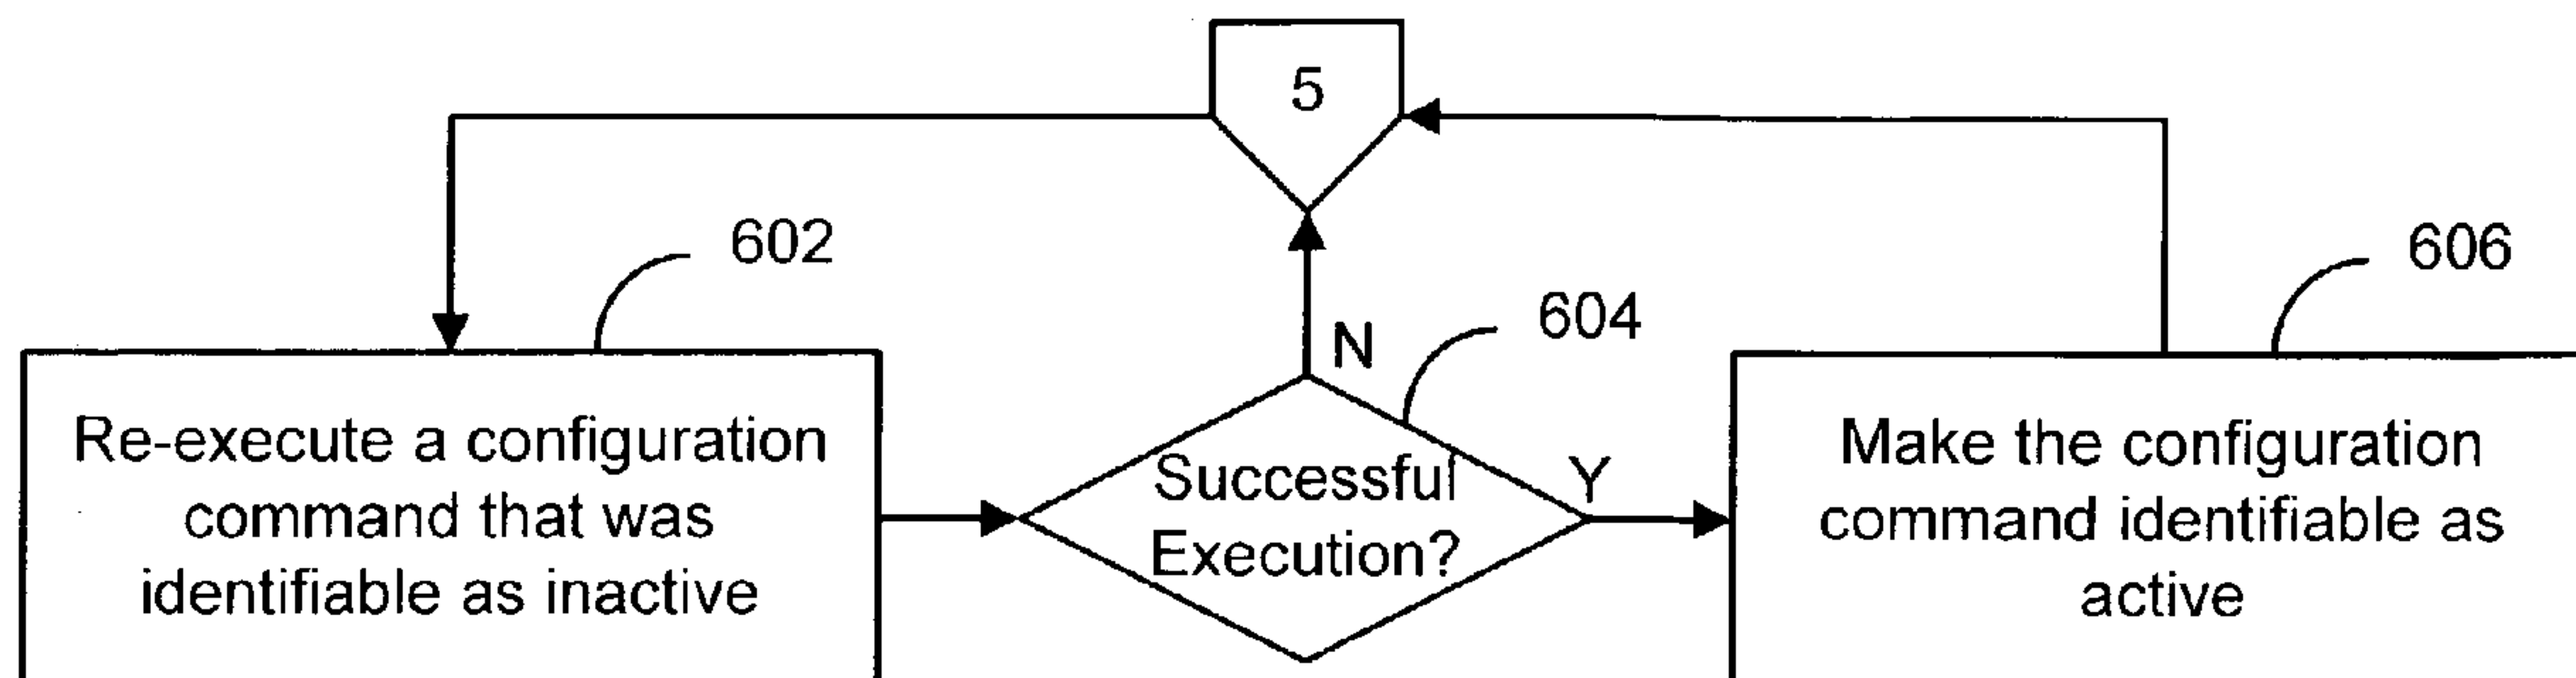 5
602
Re-execute a configuration
command that was
identifiable as inactive
N
604
Successful
Execution?
Y
606
Make the configuration
command identifiable as
active